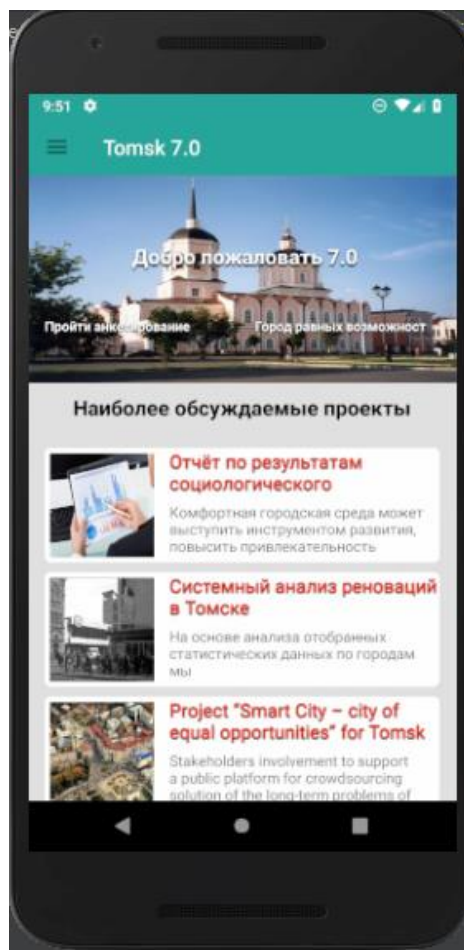 9:51
Tomsk 7.0
Добро пожаловать 7.0
Пройти анкетирование
Город равных возможност
Наиболее обсуждаемые проекты
Отчёт по результатам
социологического
Комфортная городская среда может
выступить инструментом развития,
повысить привлекательность
Системный анализ реноваций
в Томске
На основе анализа отобранных
статистических данных по городам
мы
Project “Smart City – city of
equal opportunities” for Tomsk
Stakeholders involvement to support
a public platform for crowdsourcing
solution of the long-term problems of